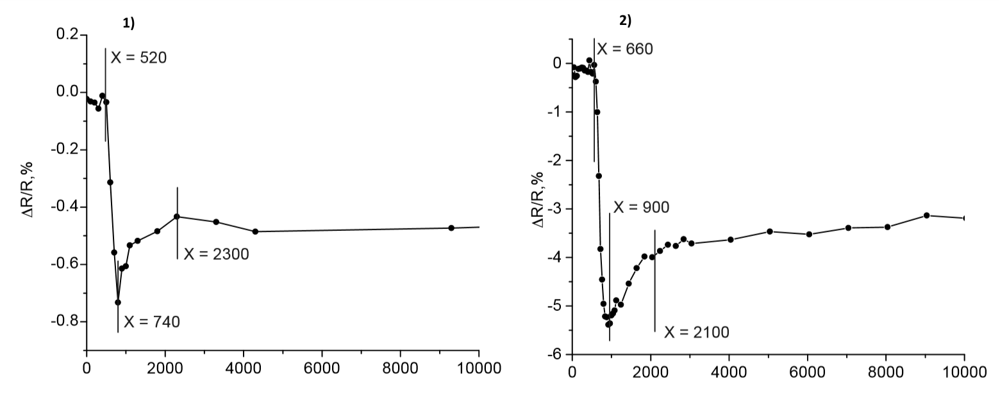 1)
0.2
X = 520
0.0
-0.2
ΔR/R,%
-0.4
X = 2300
-0.6
X = 740
-0.8
0 2000 4000 6000 8000 10000
2)
X = 660
0
-1
-2
ΔR/R,%
-3
X = 900
-4
-5
X = 2100
-6
0 2000 4000 6000 8000 10000